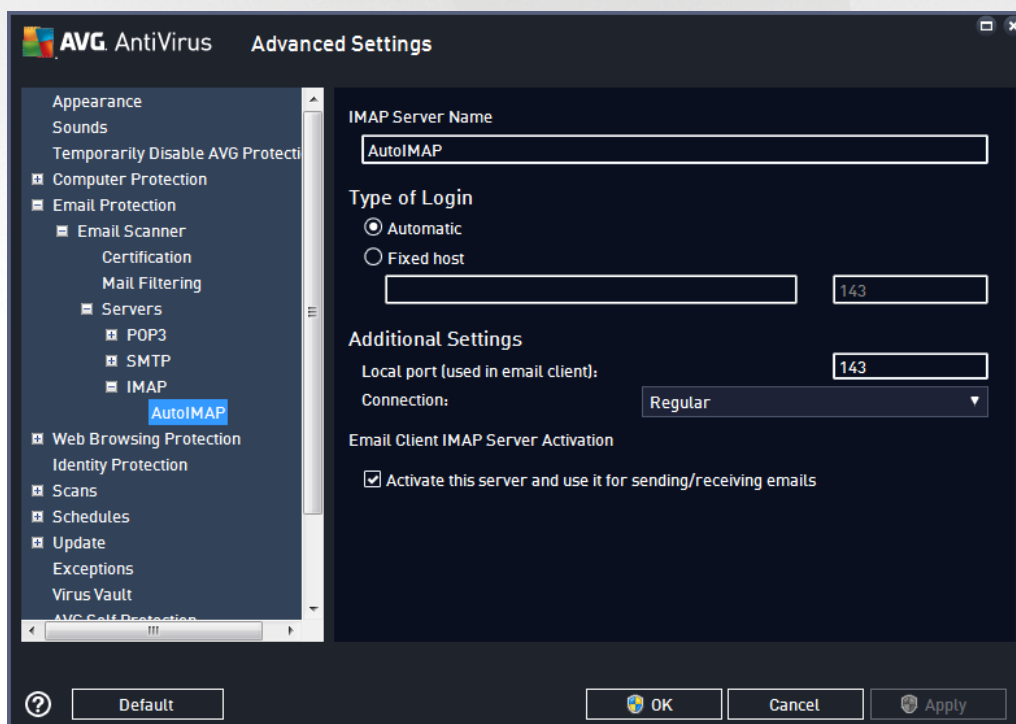 AVG. AntiVirus Advanced Settings
Appearance
Sounds
Temporarily Disable AVG Protecti
Computer Protection
Email Protection
Email Scanner
Certification
Mail Filtering
Servers
POP3
SMTP
IMAP
AutoIMAP
Web Browsing Protection
Identity Protection
Scans
Schedules
Update
Exceptions
Virus Vault
AVG Self Protection
IMAP Server Name
AutoIMAP
Type of Login
Automatic
Fixed host
143
Additional Settings
Local port (used in email client): 143
Connection: Regular
Email Client IMAP Server Activation
Activate this server and use it for sending/receiving emails
? Default OK Cancel Apply